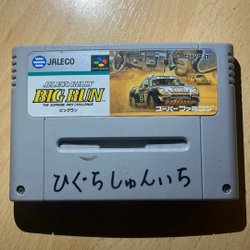 JALECO
JALECO RALLY
BIG RUN
THE SUPREME 4WD CHALLENGE
ビッグラン
スーパーファミコン
ひぐちしゅんいち